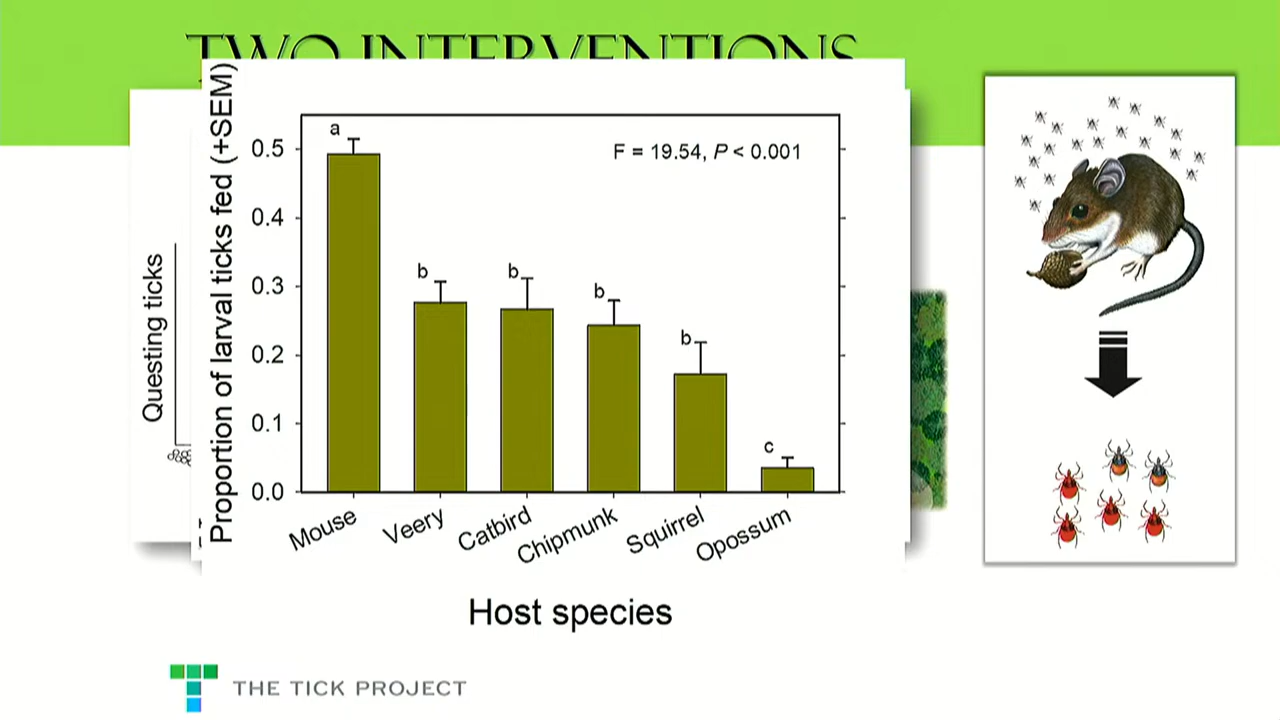 TWO INTERVENTIONS
Questing ticks
Proportion of larval ticks fed (+SEM)
0.5
0.4
0.3
0.2
0.1
0.0
a
b
b
b
b
c
F = 19.54, P < 0.001
Mouse
Veery
Catbird
Chipmunk
Squirrel
Opossum
Host species
THE TICK PROJECT